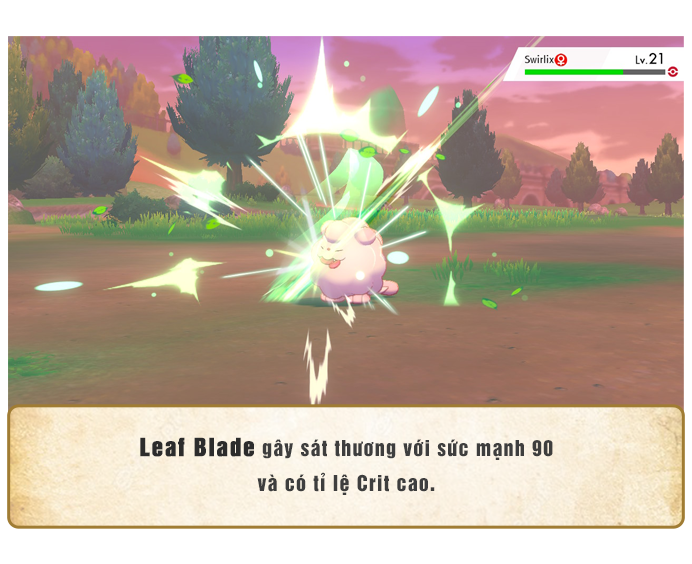 Swirlix♀ Lv.21
Leaf Blade gây sát thương với sức mạnh 90
và có tỉ lệ Crit cao.